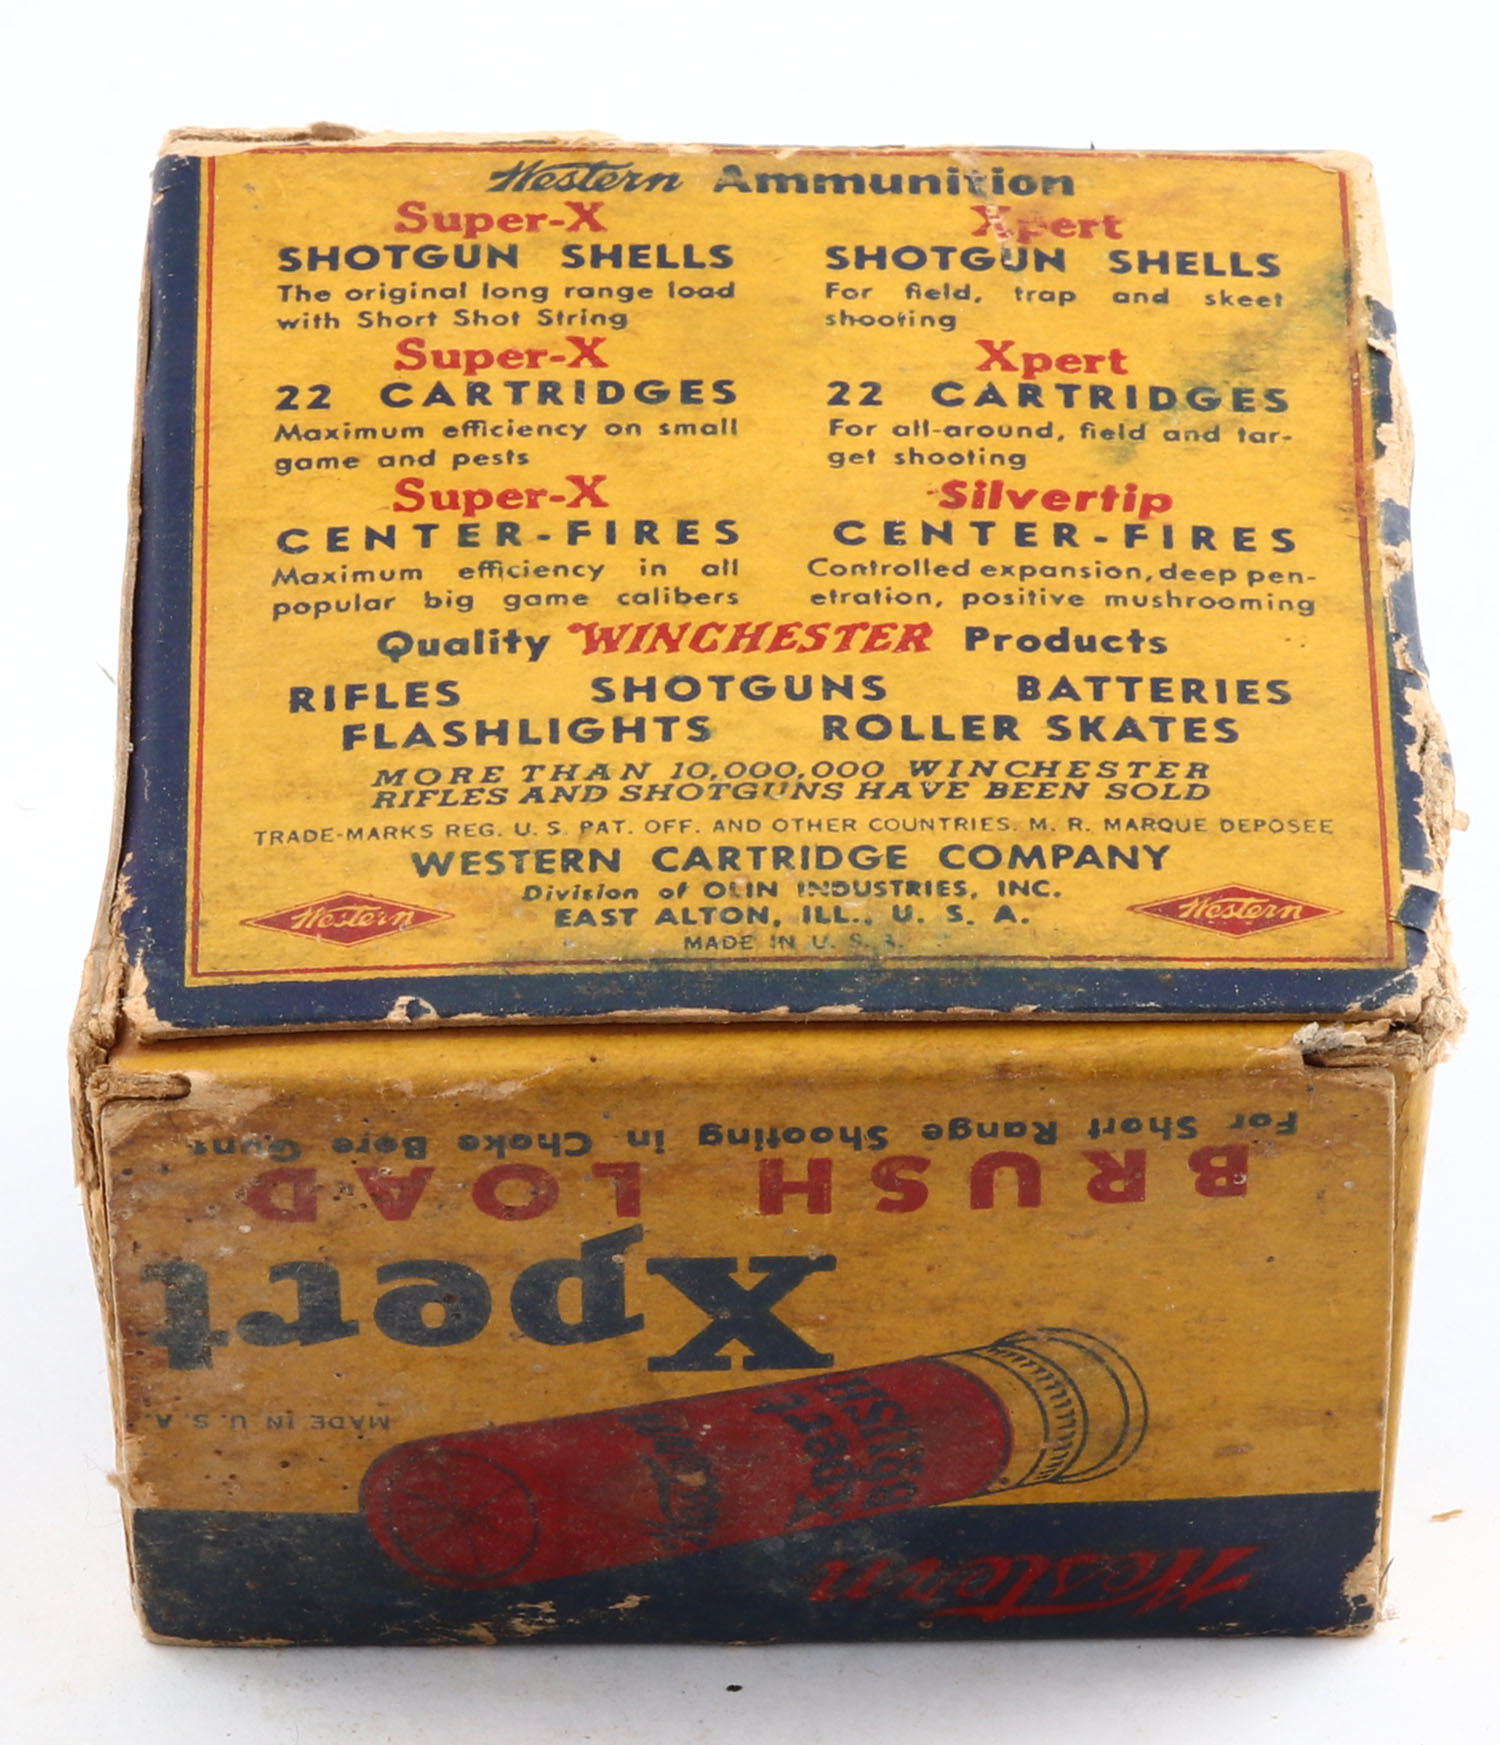 Western Ammunition
Super-X
SHOTGUN SHELLS
The original long range load
with Short Shot String
Xpert
SHOTGUN SHELLS
For field, trap and skeet
shooting
Super-X
22 CARTRIDGES
Maximum efficiency on small
game and pests
Xpert
22 CARTRIDGES
For all-around, field and tar-
get shooting
Super-X
CENTER-FIRES
Maximum efficiency in all
popular big game calibers
Silvertip
CENTER-FIRES
Controlled expansion, deep pen-
etration, positive mushrooming
Quality WINCHESTER Products
RIFLES SHOTGUNS BATTERIES
FLASHLIGHTS ROLLER SKATES
MORE THAN 10,000,000 WINCHESTER
RIFLES AND SHOTGUNS HAVE BEEN SOLD
TRADE-MARKS REG. U. S. PAT. OFF. AND OTHER COUNTRIES. M. R. MARQUE DEPOSEE
WESTERN CARTRIDGE COMPANY
Division of OLIN INDUSTRIES, INC.
EAST ALTON, ILL., U. S. A.
MADE IN U. S. A.
Western
Western
Western
Western
Xpert
Brush
MADE IN U. S. A.
Xpert
BRUSH LOAD
For Short Range Shooting in Choke Bore Guns